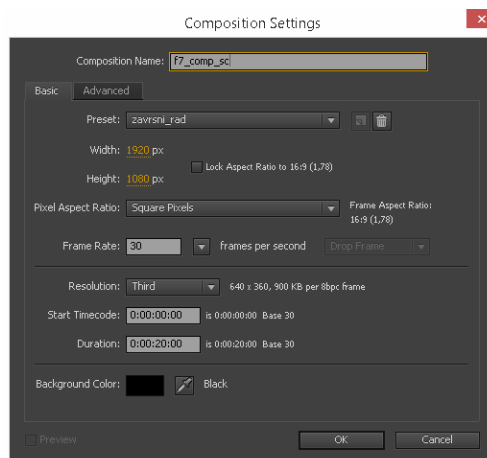 Composition Settings
Composition Name: f7_comp_sc
Basic Advanced
Preset: zavrsni_rad
Width: 1920 px
Lock Aspect Ratio to 16:9 (1,78)
Height: 1080 px
Pixel Aspect Ratio: Square Pixels
Frame Aspect Ratio:
16:9 (1,78)
Frame Rate: 30 frames per second Drop Frame
Resolution: Third 640 x 360, 900 KB per 8bpc frame
Start Timecode: 0:00:00:00 is 0:00:00:00 Base 30
Duration: 0:00:20:00 is 0:00:20:00 Base 30
Background Color: Black
Preview OK Cancel